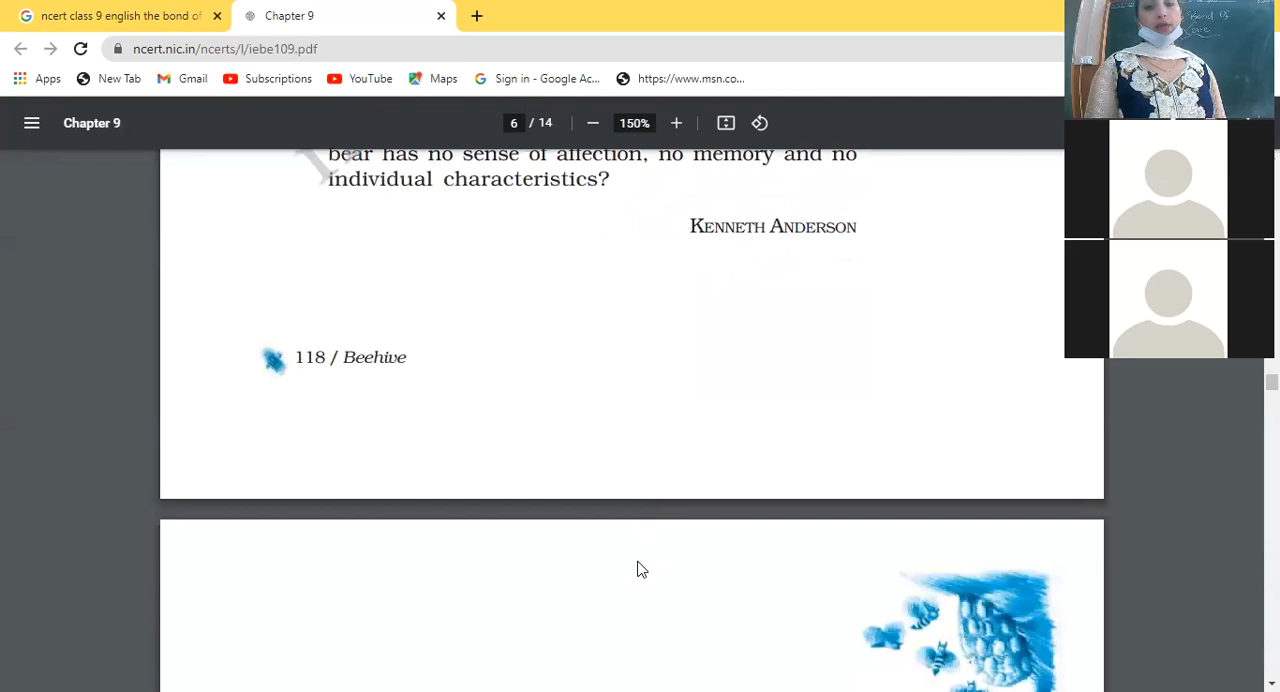 ncert class 9 english the bond of
Chapter 9
ncert.nic.in/ncerts/l/iebe109.pdf
Apps
New Tab
Gmail
Subscriptions
YouTube
Maps
Sign in - Google Ac...
https://www.msn.co...
Chapter 9
6 / 14
150%
bear has no sense of affection, no memory and no
individual characteristics?
KENNETH ANDERSON
118 / Beehive
Bond of